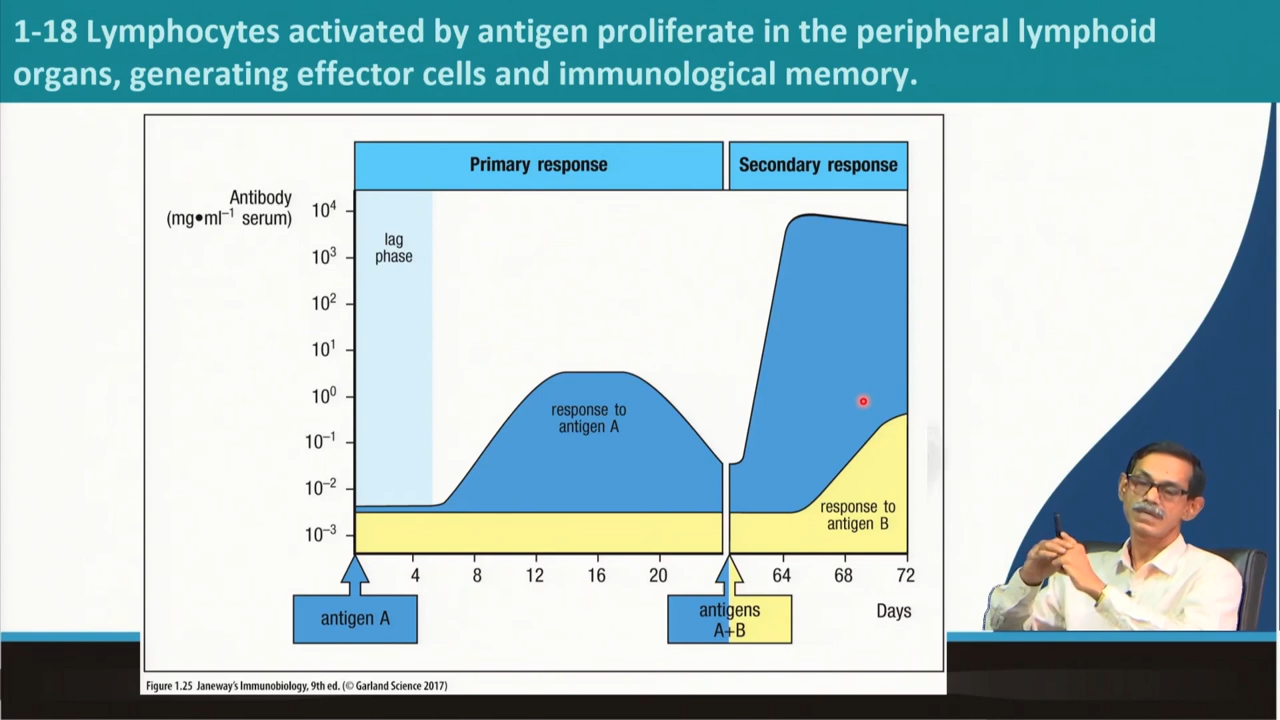 1-18 Lymphocytes activated by antigen proliferate in the peripheral lymphoid
organs, generating effector cells and immunological memory.
Primary response
Secondary response
Antibody
(mg•ml⁻¹ serum)
10⁴
10³
10²
10¹
10⁰
10⁻¹
10⁻²
10⁻³
lag
phase
response to
antigen A
response to
antigen B
4 8 12 16 20 64 68 72
Days
antigen A
antigens
A+B
Figure 1.25 Janeway's Immunobiology, 9th ed. (© Garland Science 2017)